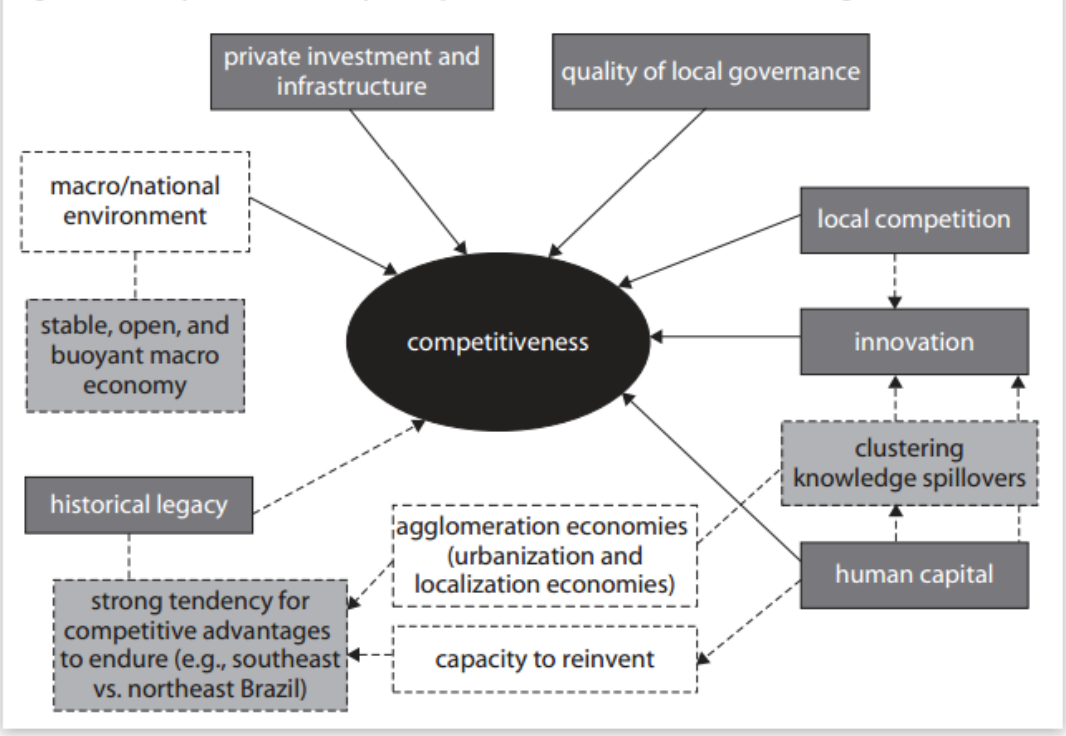 private investment and
infrastructure
quality of local governance
macro/national
environment
local competition
stable, open, and
buoyant macro
economy
competitiveness
innovation
clustering
knowledge spillovers
historical legacy
agglomeration economies
(urbanization and
localization economies)
human capital
strong tendency for
competitive advantages
to endure (e.g., southeast
vs. northeast Brazil)
capacity to reinvent